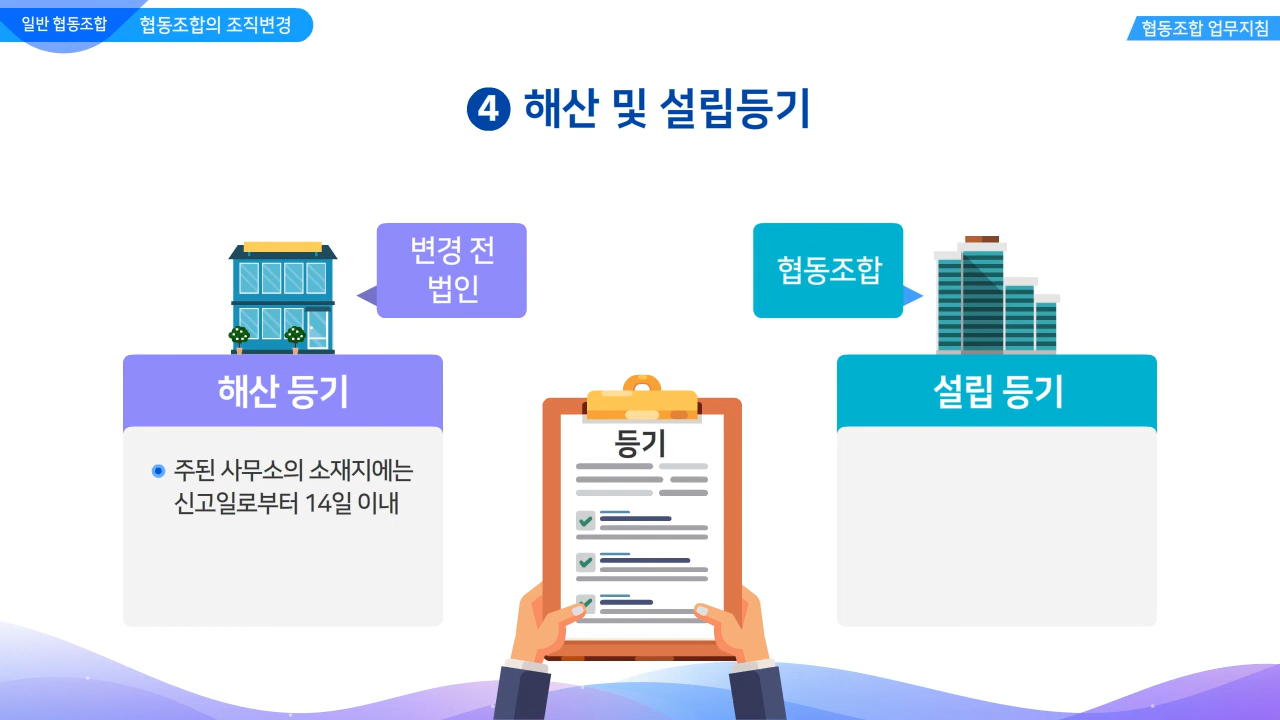 일반 협동조합
협동조합의 조직변경
협동조합 업무지침
4 해산 및 설립등기
변경 전
법인
협동조합
해산 등기
설립 등기
주된 사무소의 소재지에는
신고일로부터 14일 이내
등기